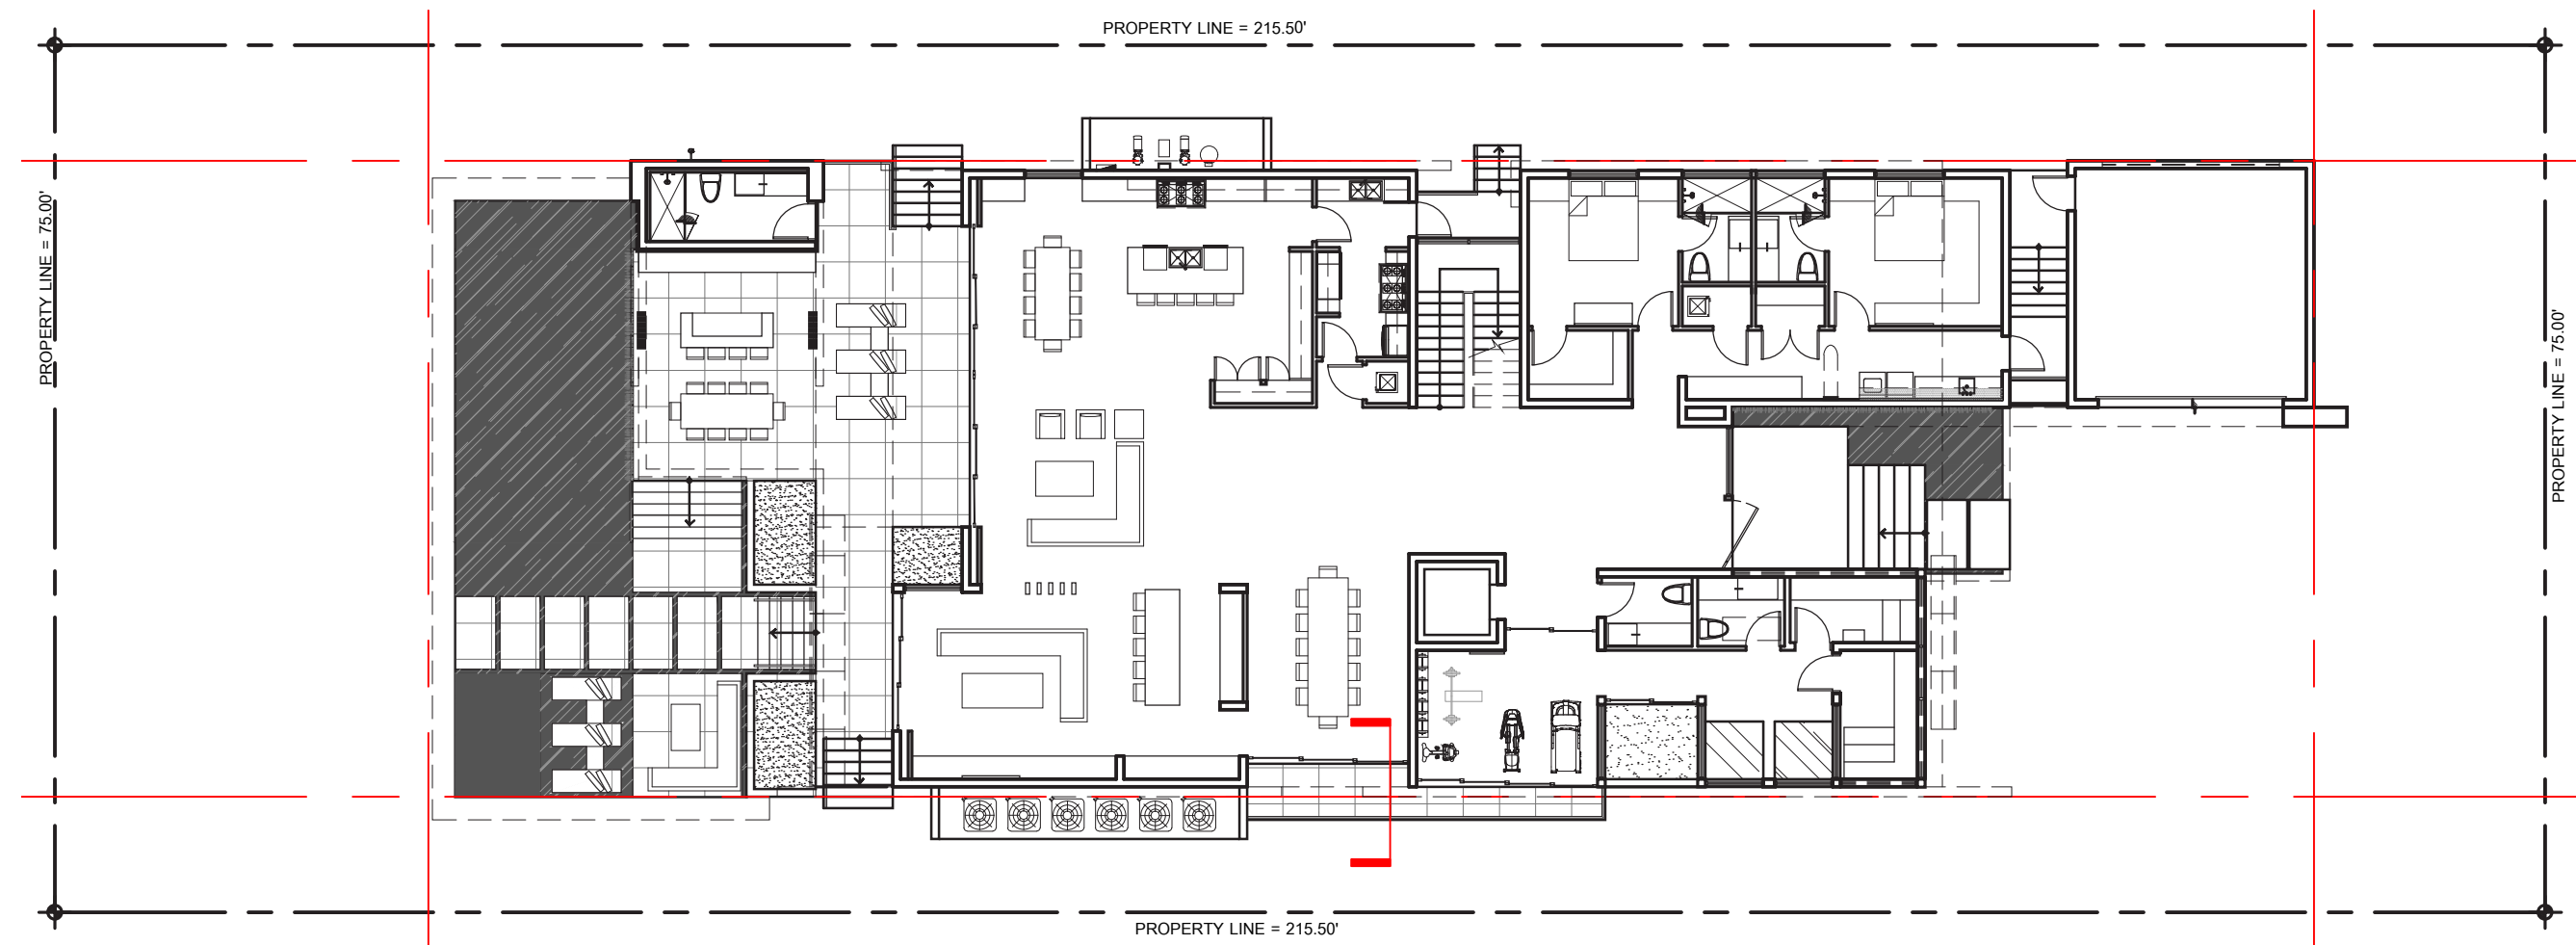 PROPERTY LINE = 215.50'
PROPERTY LINE = 75.00'
PROPERTY LINE = 75.00'
PROPERTY LINE = 215.50'